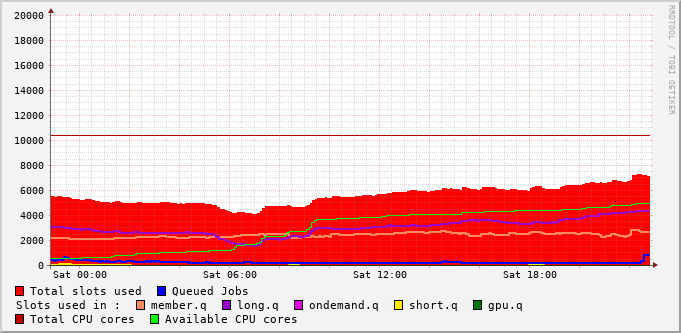 20000
18000
16000
14000
12000
10000
8000
6000
4000
2000
0
Sat 00:00 Sat 06:00 Sat 12:00 Sat 18:00
RRDTOOL / TOBI OETIKER
Total slots used Queued Jobs
Slots used in : member.q long.q ondemand.q short.q gpu.q
Total CPU cores Available CPU cores